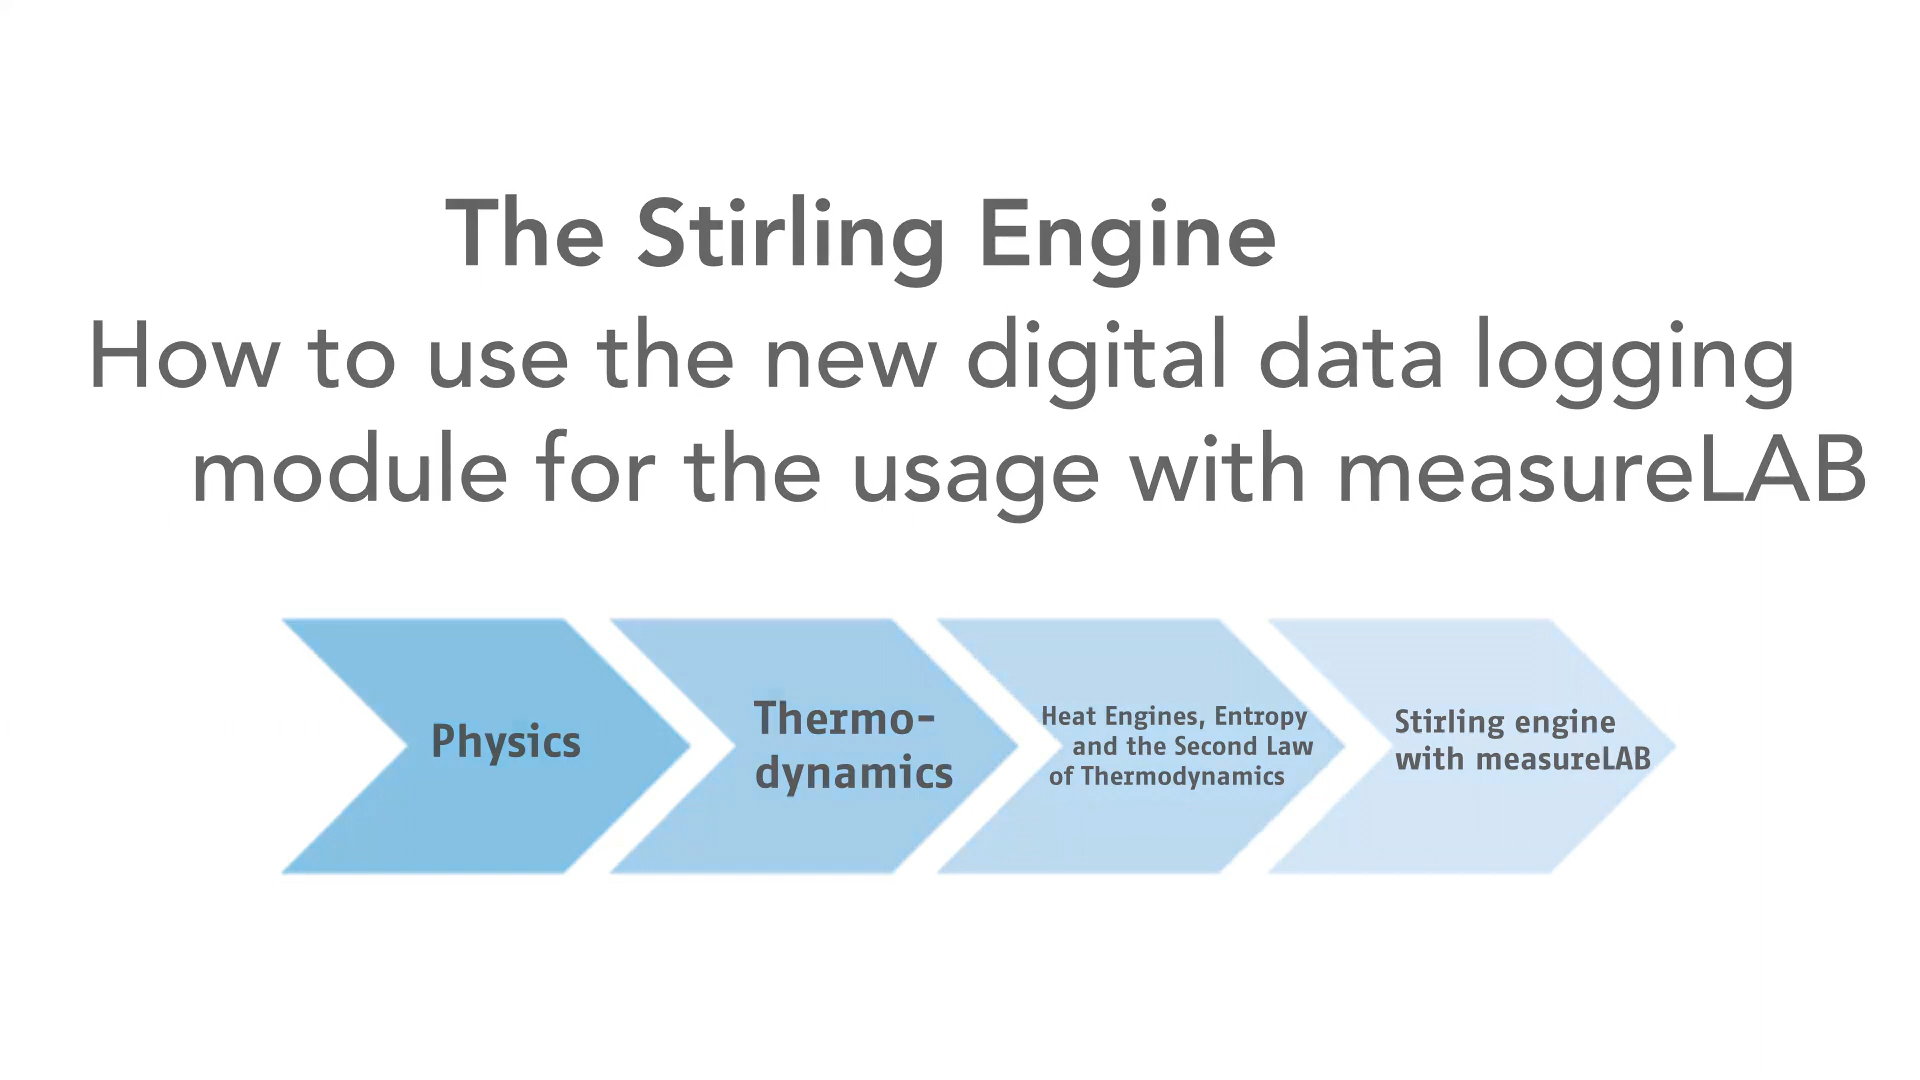 The Stirling Engine
How to use the new digital data logging
module for the usage with measureLAB
Physics
Thermo-
dynamics
Heat Engines, Entropy
and the Second Law
of Thermodynamics
Stirling engine
with measureLAB